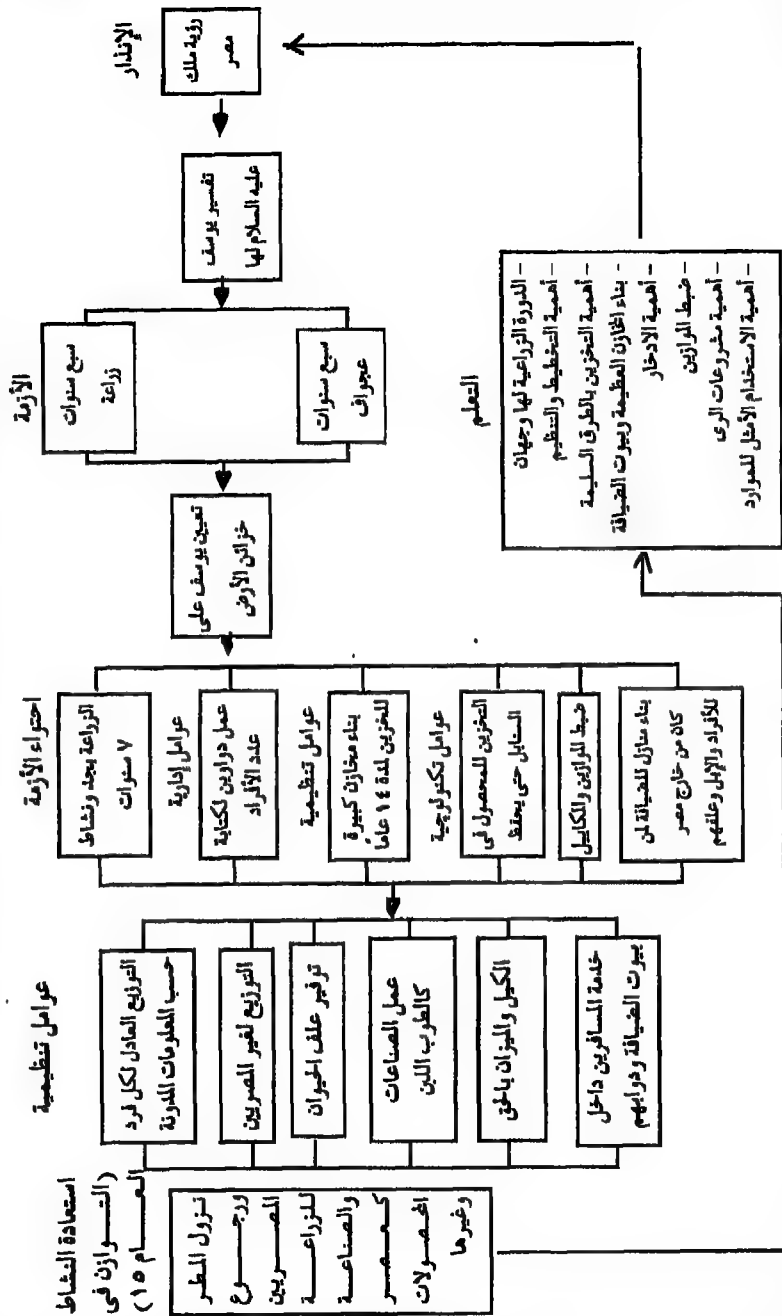 الإنذار
رؤية ملك
مصر
تفسير يوسف
عليه السلام لها
الأزمة
سبع سنوات
زراعة
سبع سنوات
عجاف
تعيين يوسف على
خزائن الأرض
احتواء الأزمة
الزراعة بجد ونشاط
٧ سنوات
عوامل إدارية
عمل دواوين لكتابة
عدد الأفراد
عوامل تنظيمية
بناء مخازن كبيرة
للتخزين لمدة ١٤ عاماً
عوامل تكنولوجية
التخزين للمحصول فى
السنابل حتى يحفظ
ضبط الموازين والمكاييل
بناء منازل للضيافة لمن
كان من خارج مصر
للأفراد والإبل وعلفهم
عوامل تنظيمية
التوزيع العادل لكل فرد
حسب المعلومات المدونة
التوزيع لغير المصريين
توفير علف الحيوان
عمل الصناعات
كالطوب اللبن
الكيل والميزان بالحق
خدمة المسافرين داخل
بيوت الضيافة ودوابهم
استعادة النشاط
(التوازن فى
العام ١٥)
نزول المطر
ورجوع
المصريين
للزراعة
والصناعة
كعصر
المحصولات
وغيرها
التعلم
– الدورة الزراعية لها وجهان
– أهمية التخطيط والتنظيم
– أهمية التخزين بالطرق السليمة
– بناء المخازن العظيمة وبيوت الضيافة
– أهمية الادخار
– ضبط الموازين
– أهمية مشروعات الرى
– أهمية الاستخدام الأمثل للموارد